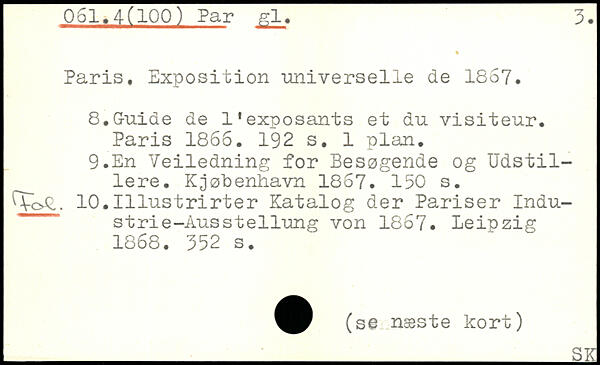 061.4(100) Par gl. 3.
Paris. Exposition universelle de 1867.
8. Guide de l'exposants et du visiteur.
Paris 1866. 192 s. 1 plan.
9. En Veiledning for Besøgende og Udstil-
lere. Kjøbenhavn 1867. 150 s.
Fol. 10. Illustrirter Katalog der Pariser Indu-
strie-Ausstellung von 1867. Leipzig
1868. 352 s.
(se næste kort)
SK